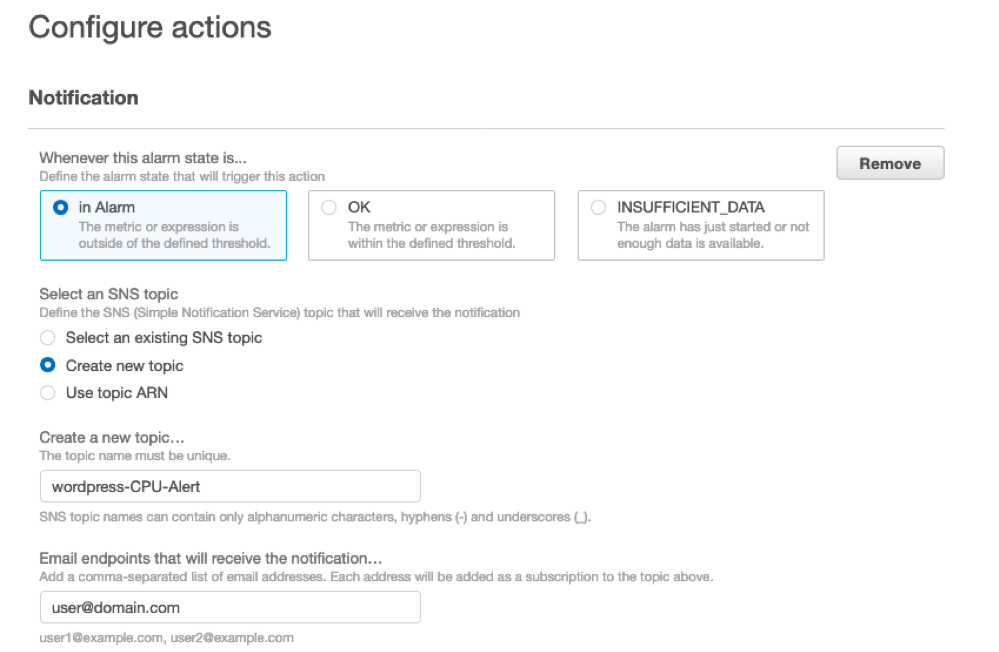 Configure actions
Notification
Whenever this alarm state is...
Define the alarm state that will trigger this action
Remove
in Alarm
The metric or expression is
outside of the defined threshold.
OK
The metric or expression is
within the defined threshold.
INSUFFICIENT_DATA
The alarm has just started or not
enough data is available.
Select an SNS topic
Define the SNS (Simple Notification Service) topic that will receive the notification
Select an existing SNS topic
Create new topic
Use topic ARN
Create a new topic…
The topic name must be unique.
wordpress-CPU-Alert
SNS topic names can contain only alphanumeric characters, hyphens (-) and underscores (_).
Email endpoints that will receive the notification…
Add a comma-separated list of email addresses. Each address will be added as a subscription to the topic above.
user@domain.com
user1@example.com, user2@example.com